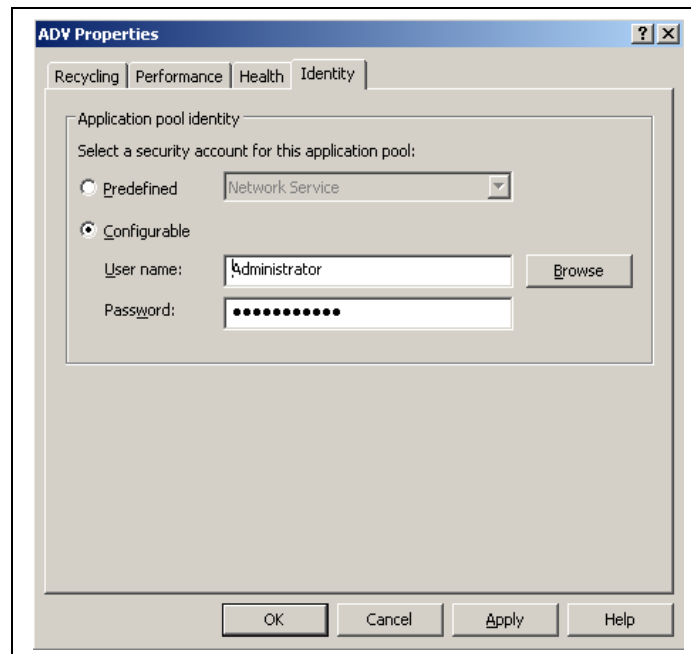 ADV Properties
Recycling Performance Health Identity
Application pool identity
Select a security account for this application pool:
Predefined Network Service
Configurable
User name: Administrator Browse
Password: ●●●●●●●●●●●
OK Cancel Apply Help